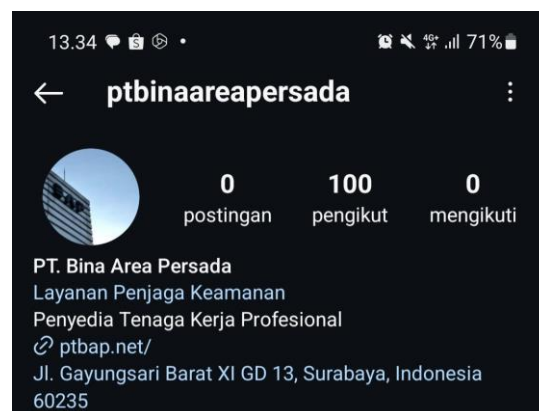 13.34
4G+ 71%
ptbinaareapersada
0 100 0
postingan pengikut mengikuti
PT. Bina Area Persada
Layanan Penjaga Keamanan
Penyedia Tenaga Kerja Profesional
ptbap.net/
Jl. Gayungsari Barat XI GD 13, Surabaya, Indonesia
60235